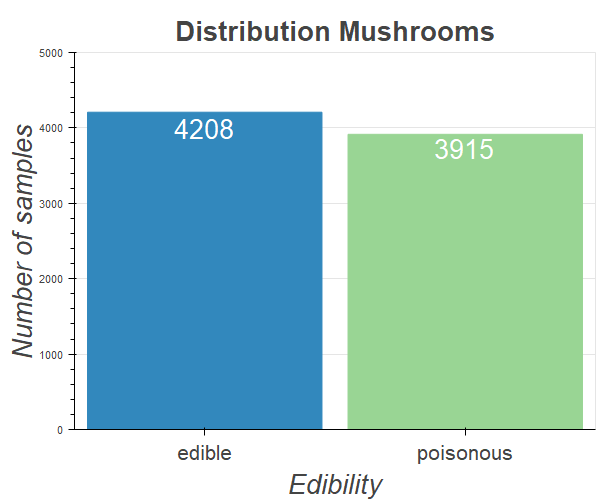 Distribution Mushrooms
Number of samples
5000
4000
3000
2000
1000
0
4208
3915
edible
poisonous
Edibility